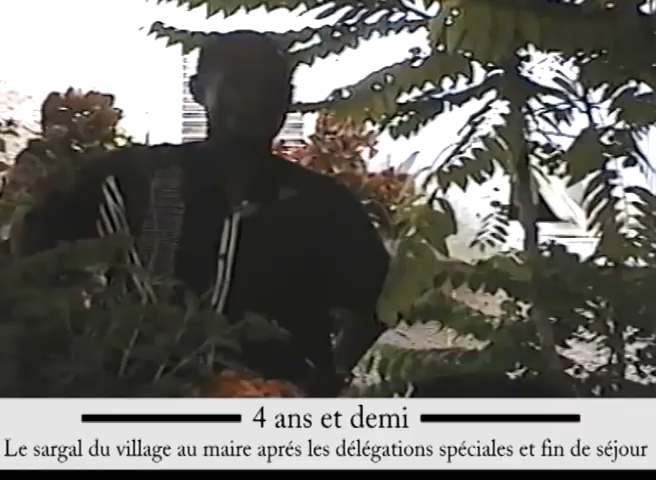 4 ans et demi
Le sargal du village au maire aprés les délégations spéciales et fin de séjour